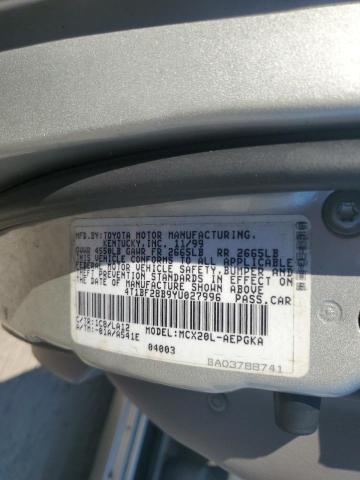 MFD.BY:TOYOTA MOTOR MANUFACTURING,
KENTUCKY,INC. 11/99
GVWR 4550LB GAWR FR 2665LB RR 2665LB
THIS VEHICLE CONFORMS TO ALL APPLICABLE
FEDERAL MOTOR VEHICLE SAFETY,BUMPER AND
THEFT PREVENTION STANDARDS IN EFFECT ON
THE DATE OF MANUFACTURE SHOWN ABOVE.
4T1BF28B9YU027996 PASS.CAR
C/TR:1C8/LA12 MODEL:MCX20L-AEPGKA
A/TM:-01A/A541E
04003
BA03788741